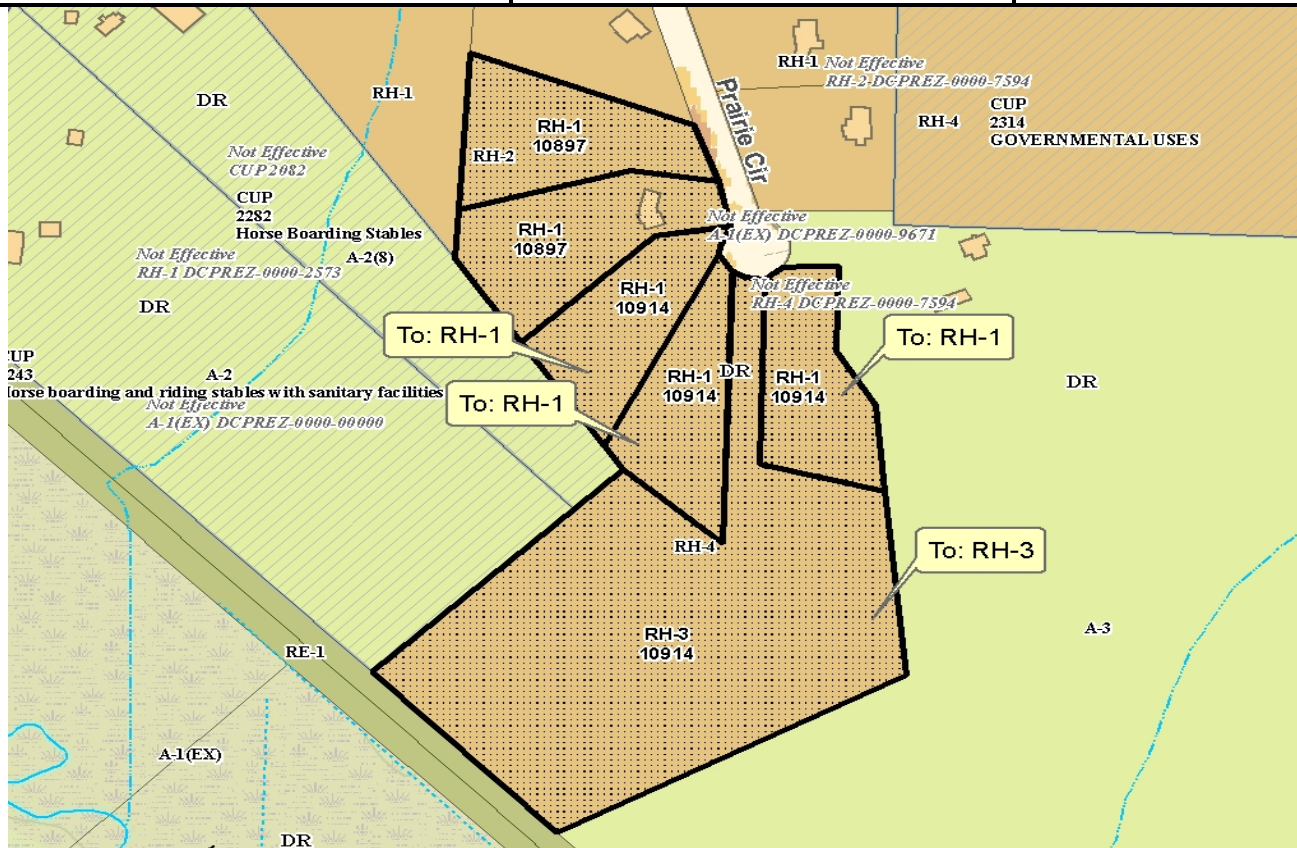 RH-1
Not Effective
RH-2 DCPREZ-0000-7594
RH-1
DR
Prairie Cir
CUP
2314
GOVERNMENTAL USES
RH-4
RH-1
10897
RH-2
Not Effective
CUP 2082
CUP
2282
Horse Boarding Stables
A-2(8)
RH-1
10897
Not Effective
A-1(EX) DCPREZ-0000-9671
Not Effective
RH-1 DCPREZ-0000-2573
DR
RH-1
10914
Not Effective
RH-4 DCPREZ-0000-7594
To: RH-1
To: RH-1
A-2
Horse boarding and riding stables with sanitary facilities
Not Effective
A-1(EX) DCPREZ-0000-00000
To: RH-1
RH-1
10914
DR
RH-1
10914
DR
RH-4
To: RH-3
RH-3
10914
A-3
RE-1
A-1(EX)
DR